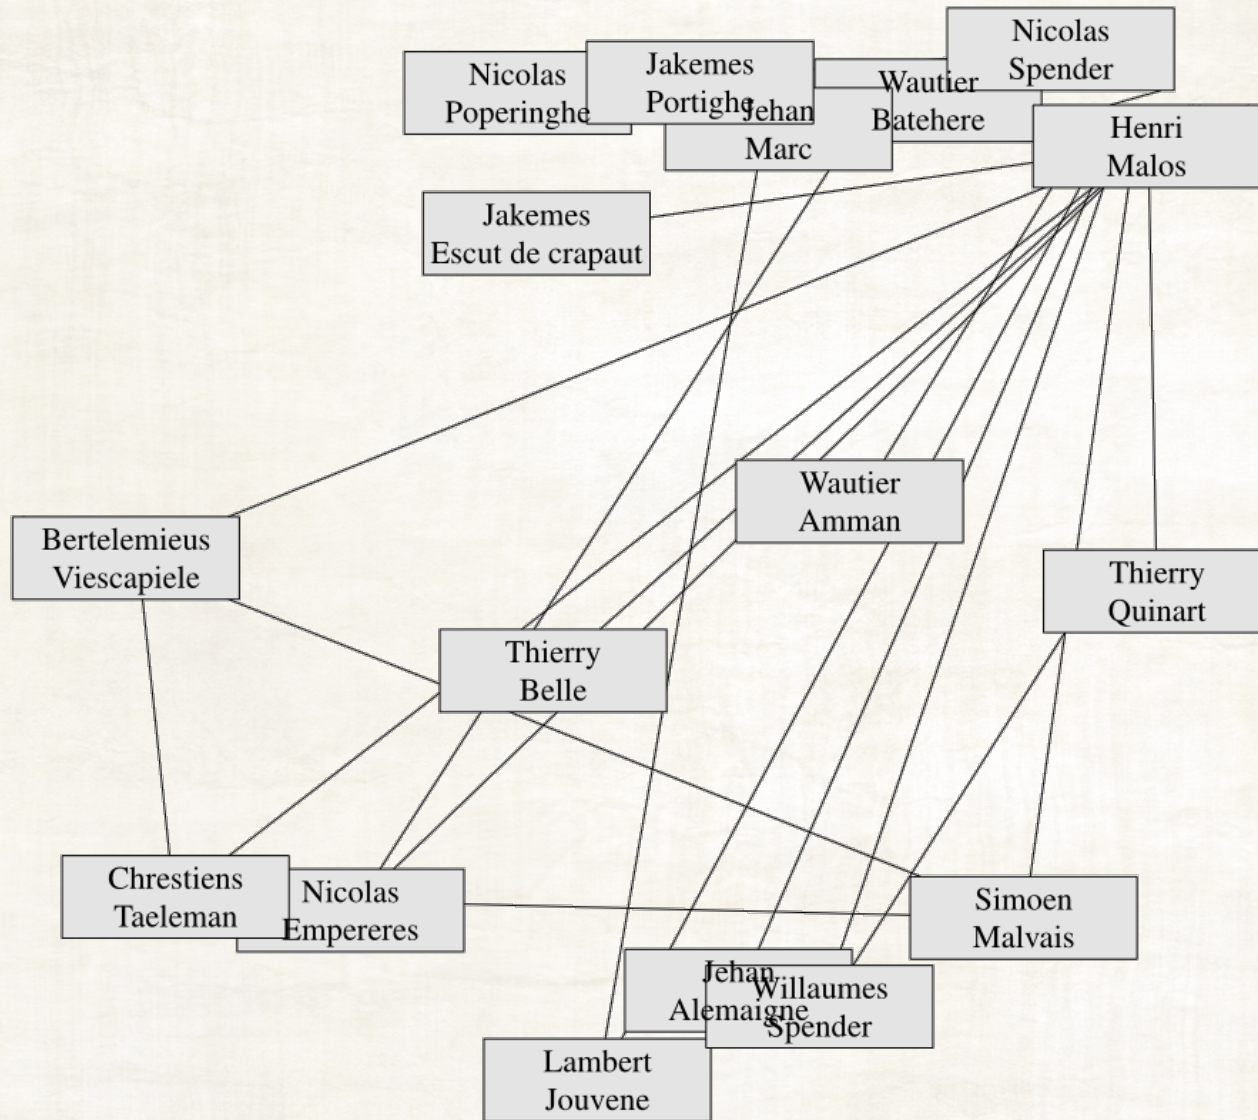 Nicolas
Spender
Nicolas
Poperinghe
Jakemes
Portighe
Jehan
Marc
Wautier
Batehere
Henri
Malos
Jakemes
Escut de crapaut
Wautier
Amman
Bertelemieus
Viescapiele
Thierry
Quinart
Thierry
Belle
Chrestiens
Taeleman
Nicolas
Empereres
Simoen
Malvais
Jehan
Alemaigne
Willaumes
Spender
Lambert
Jouvene